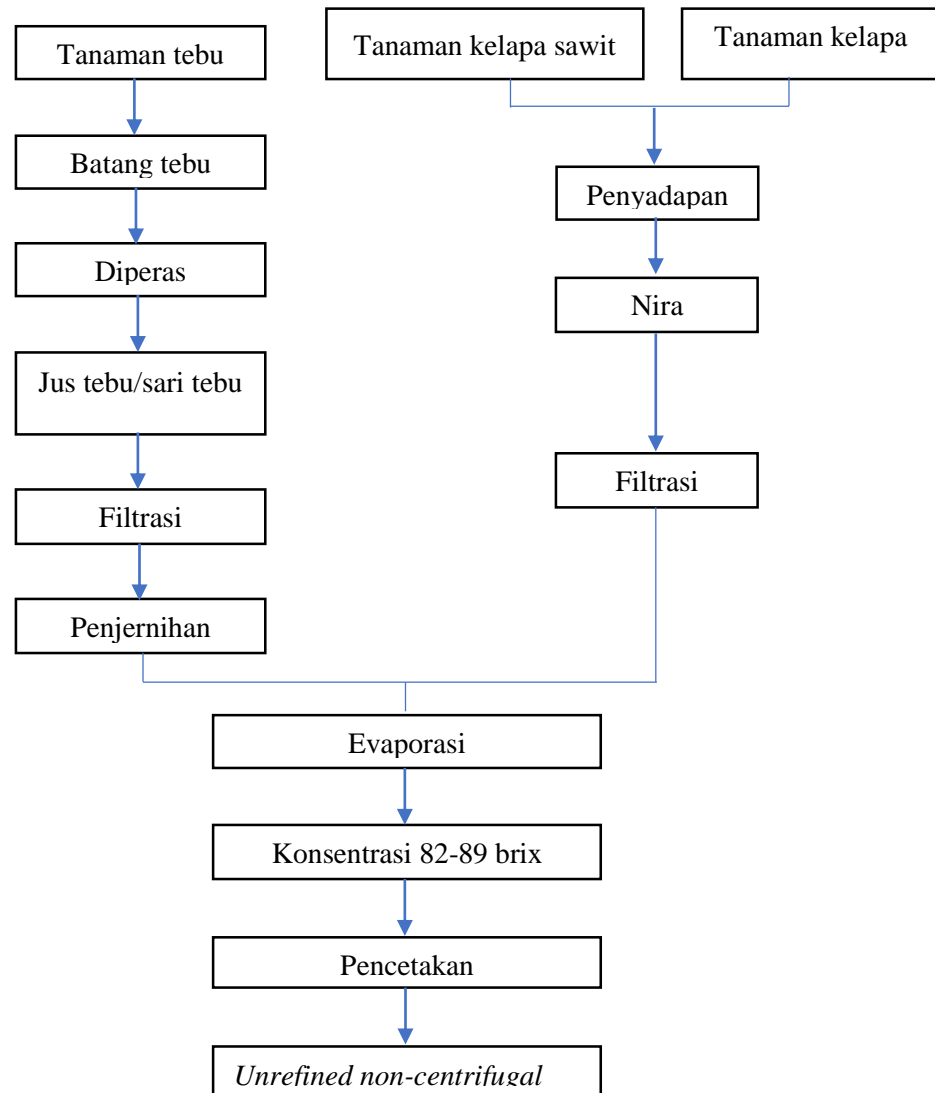 Tanaman tebu
Batang tebu
Diperas
Jus tebu/sari tebu
Filtrasi
Penjernihan
Tanaman kelapa sawit
Tanaman kelapa
Penyadapan
Nira
Filtrasi
Evaporasi
Konsentrasi 82-89 brix
Pencetakan
Unrefined non-centrifugal